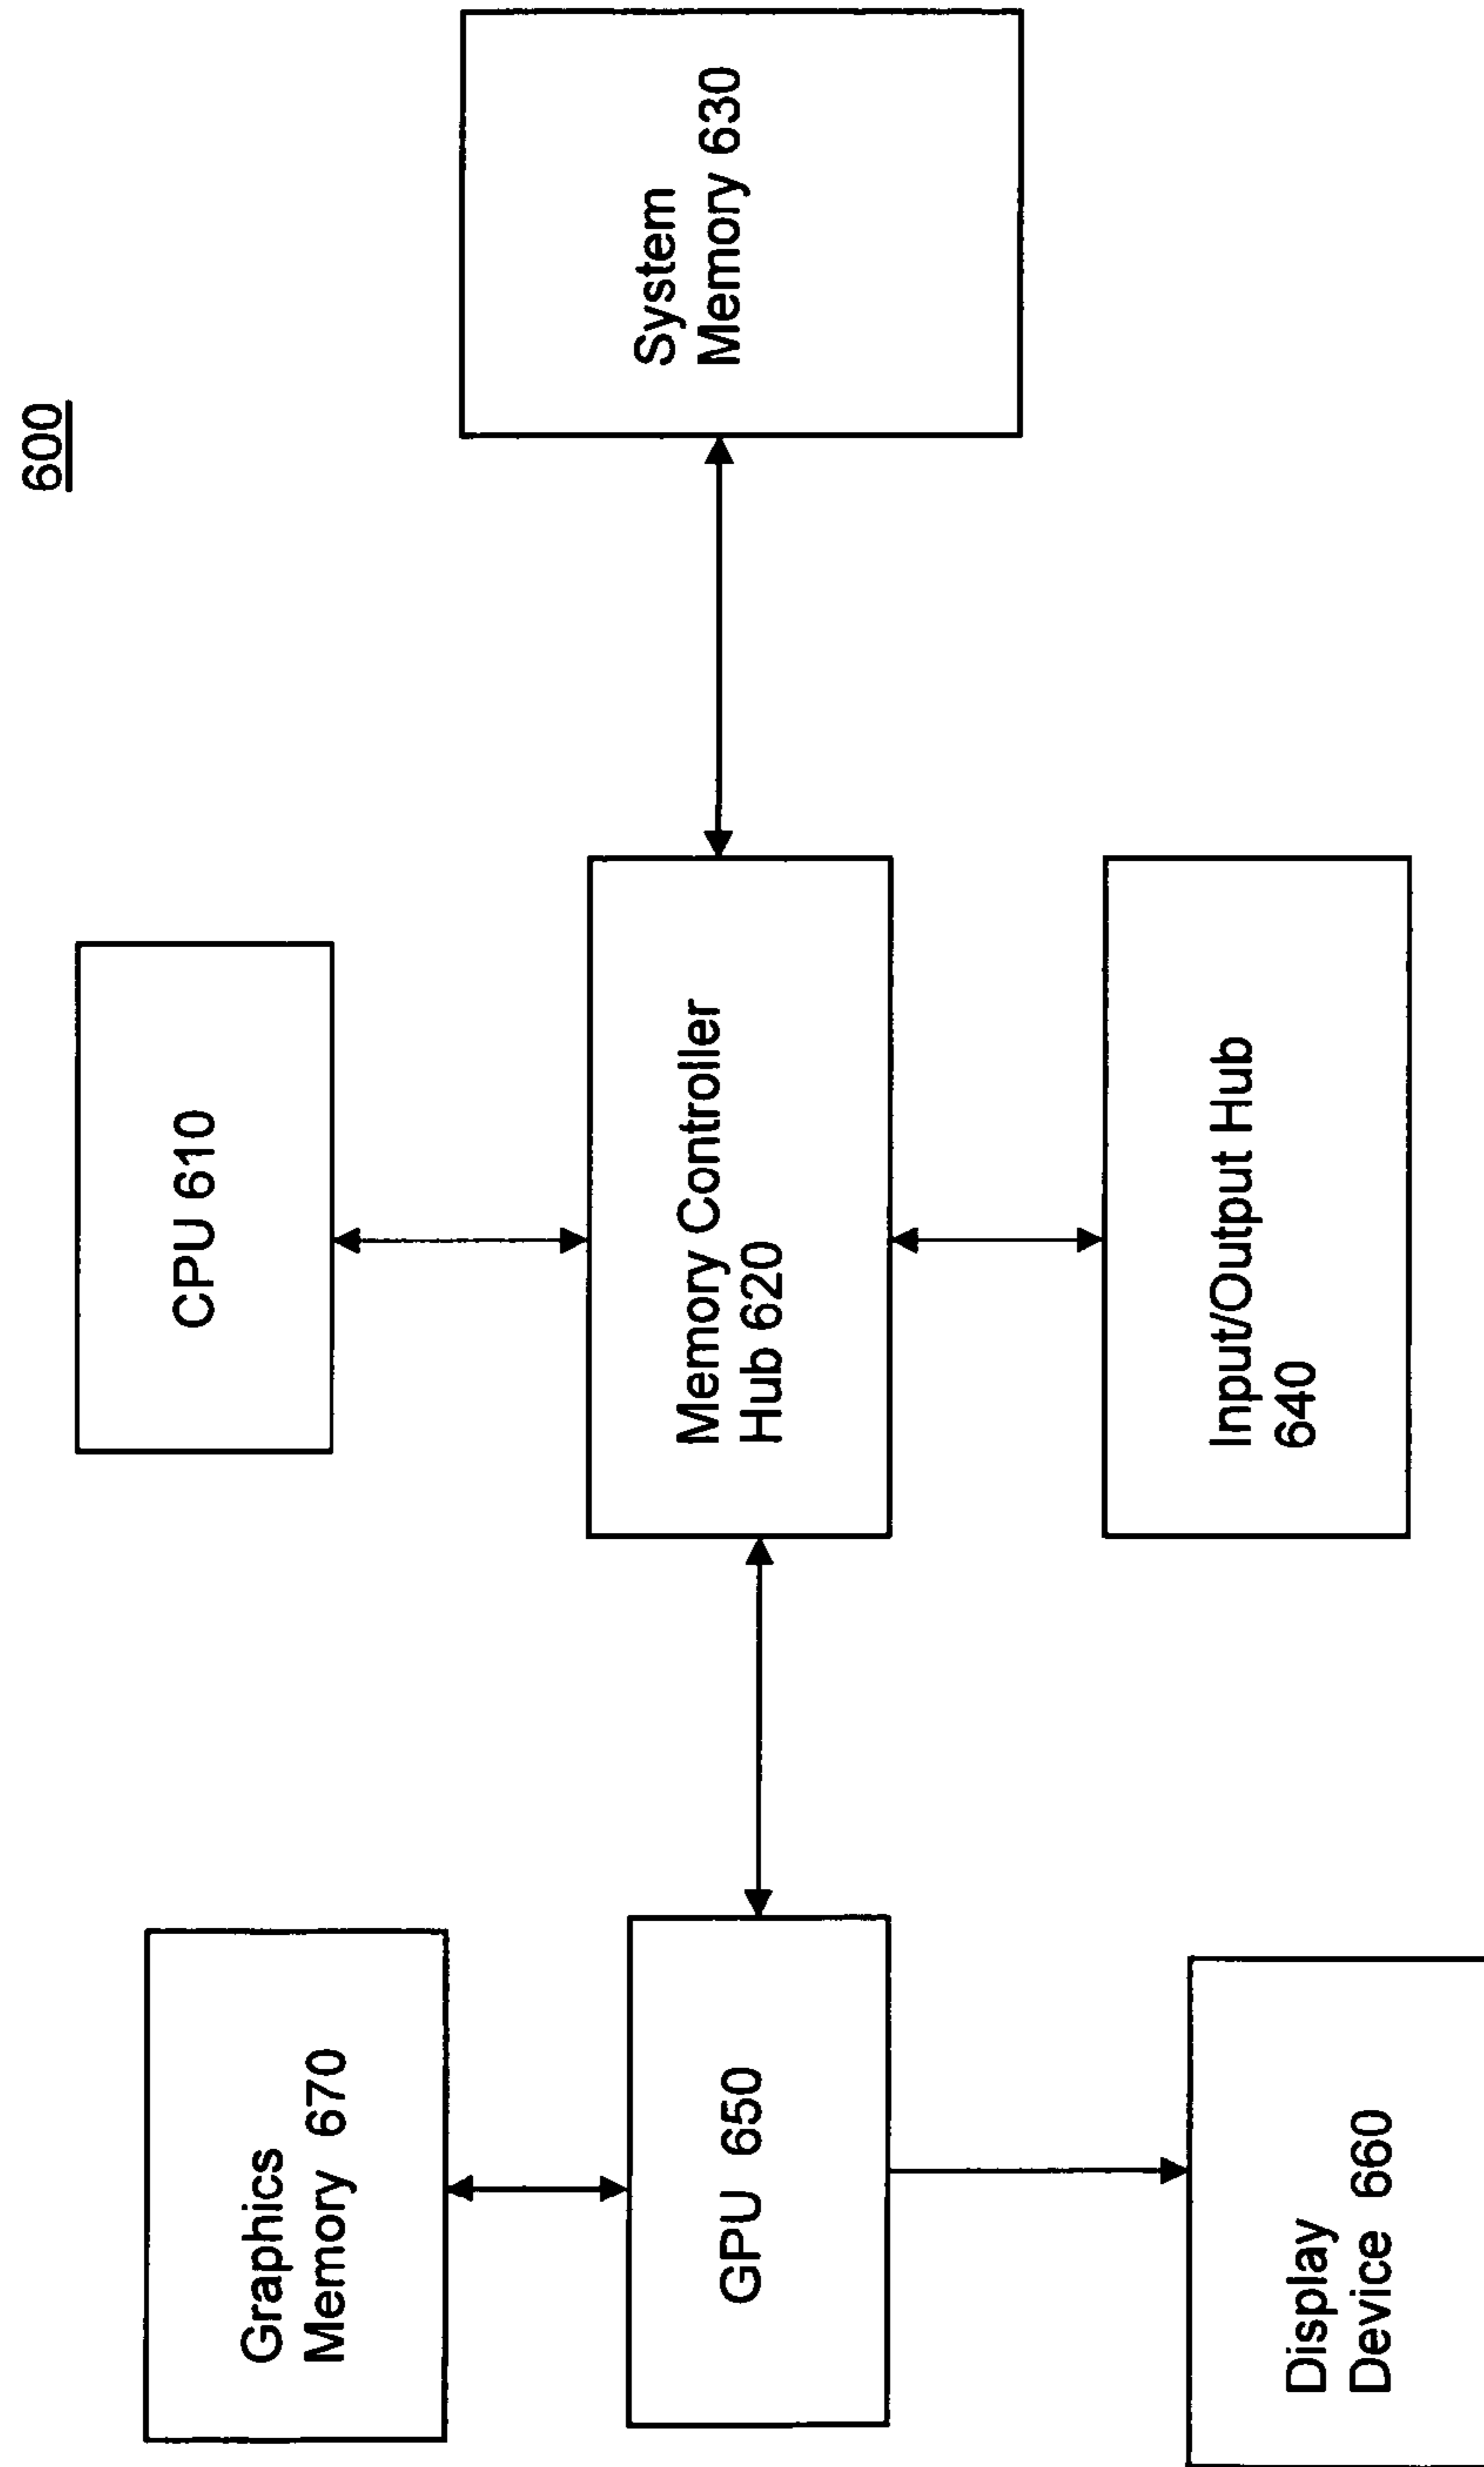 600
CPU 610
Graphics
Memory 670
System
Memory 630
Memory Controller
Hub 620
GPU 650
Input/Output Hub
640
Display
Device 660